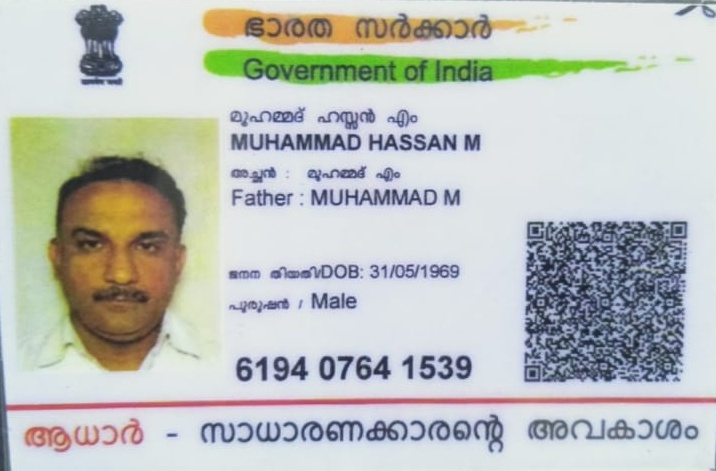 ഭാരത സർക്കാർ
Government of India
മുഹമ്മദ് ഹസ്സൻ എം
MUHAMMAD HASSAN M
അച്ഛൻ : മുഹമ്മദ് എം
Father : MUHAMMAD M
ജനന തിയതി/DOB: 31/05/1969
പുരുഷൻ / Male
6194 0764 1539
ആധാർ - സാധാരണക്കാരന്റെ അവകാശം